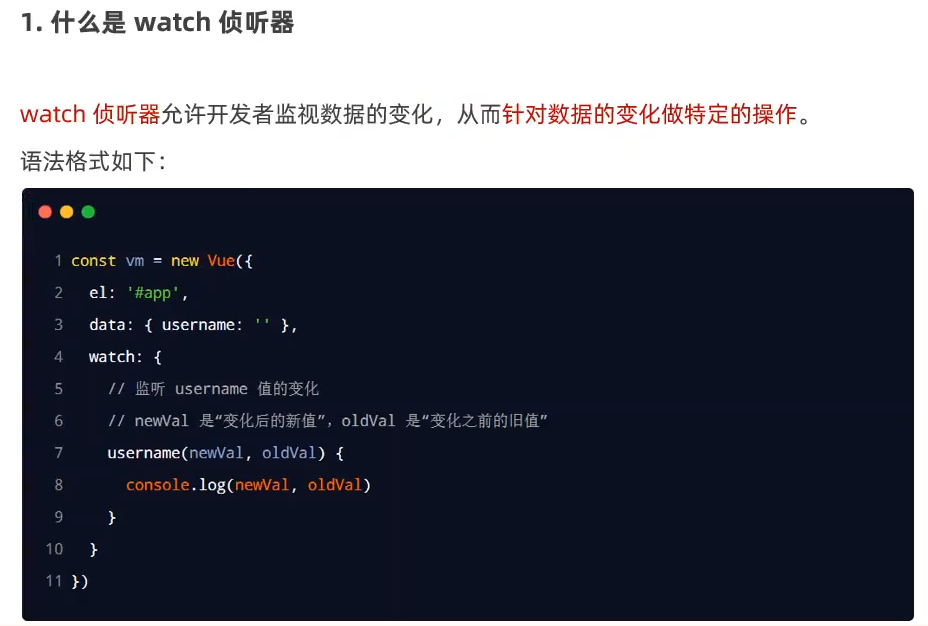 1. 什么是 watch 侦听器
watch 侦听器允许开发者监视数据的变化，从而针对数据的变化做特定的操作。
语法格式如下：
1 const vm = new Vue({
2   el: '#app',
3   data: { username: '' },
4   watch: {
5     // 监听 username 值的变化
6     // newVal 是“变化后的新值”，oldVal 是“变化之前的旧值”
7     username(newVal, oldVal) {
8       console.log(newVal, oldVal)
9     }
10   }
11 })